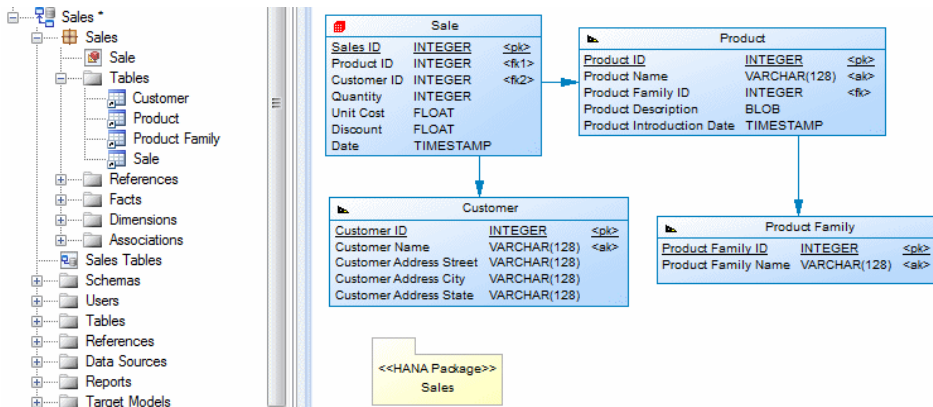 Sales *
Sales
Sale
Tables
Customer
Product
Product Family
Sale
References
Facts
Dimensions
Associations
Sales Tables
Schemas
Users
Tables
References
Data Sources
Reports
Target Models
Sale
Sales ID INTEGER <pk>
Product ID INTEGER <fk1>
Customer ID INTEGER <fk2>
Quantity INTEGER
Unit Cost FLOAT
Discount FLOAT
Date TIMESTAMP
Product
Product ID INTEGER <pk>
Product Name VARCHAR(128) <ak>
Product Family ID INTEGER <fk>
Product Description BLOB
Product Introduction Date TIMESTAMP
Customer
Customer ID INTEGER <pk>
Customer Name VARCHAR(128) <ak>
Customer Address Street VARCHAR(128)
Customer Address City VARCHAR(128)
Customer Address State VARCHAR(128)
Product Family
Product Family ID INTEGER <pk>
Product Family Name VARCHAR(128) <ak>
<<HANA Package>>
Sales